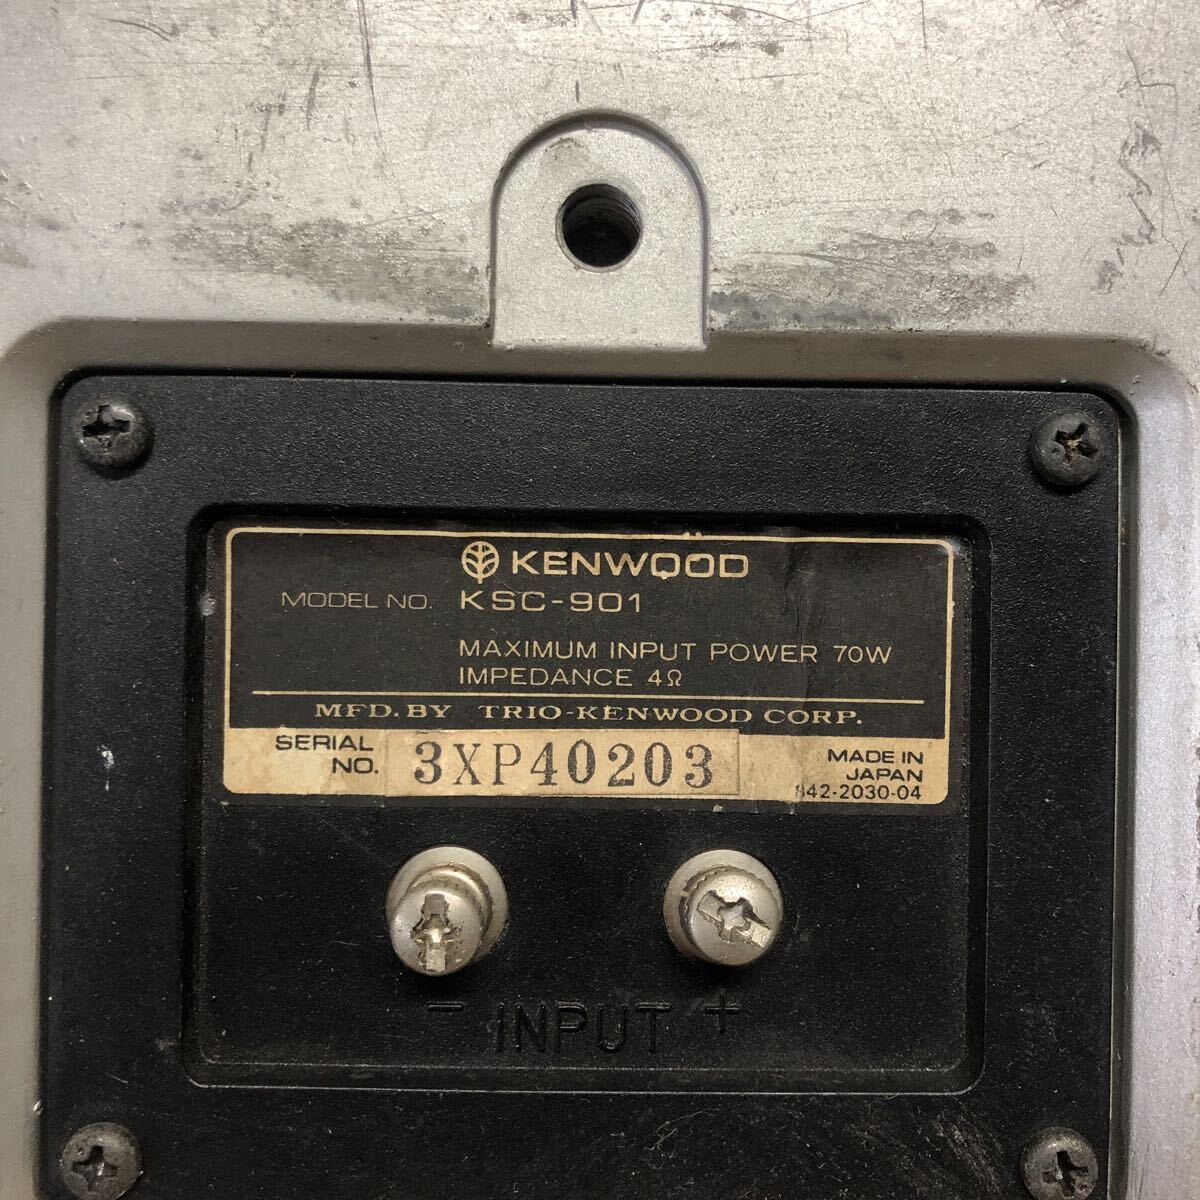 KENWOOD
MODEL NO. KSC-901
MAXIMUM INPUT POWER 70W
IMPEDANCE 4Ω
MFD. BY TRIO-KENWOOD CORP.
SERIAL NO. 3XP40203
MADE IN JAPAN
842-2030-04
- INPUT +